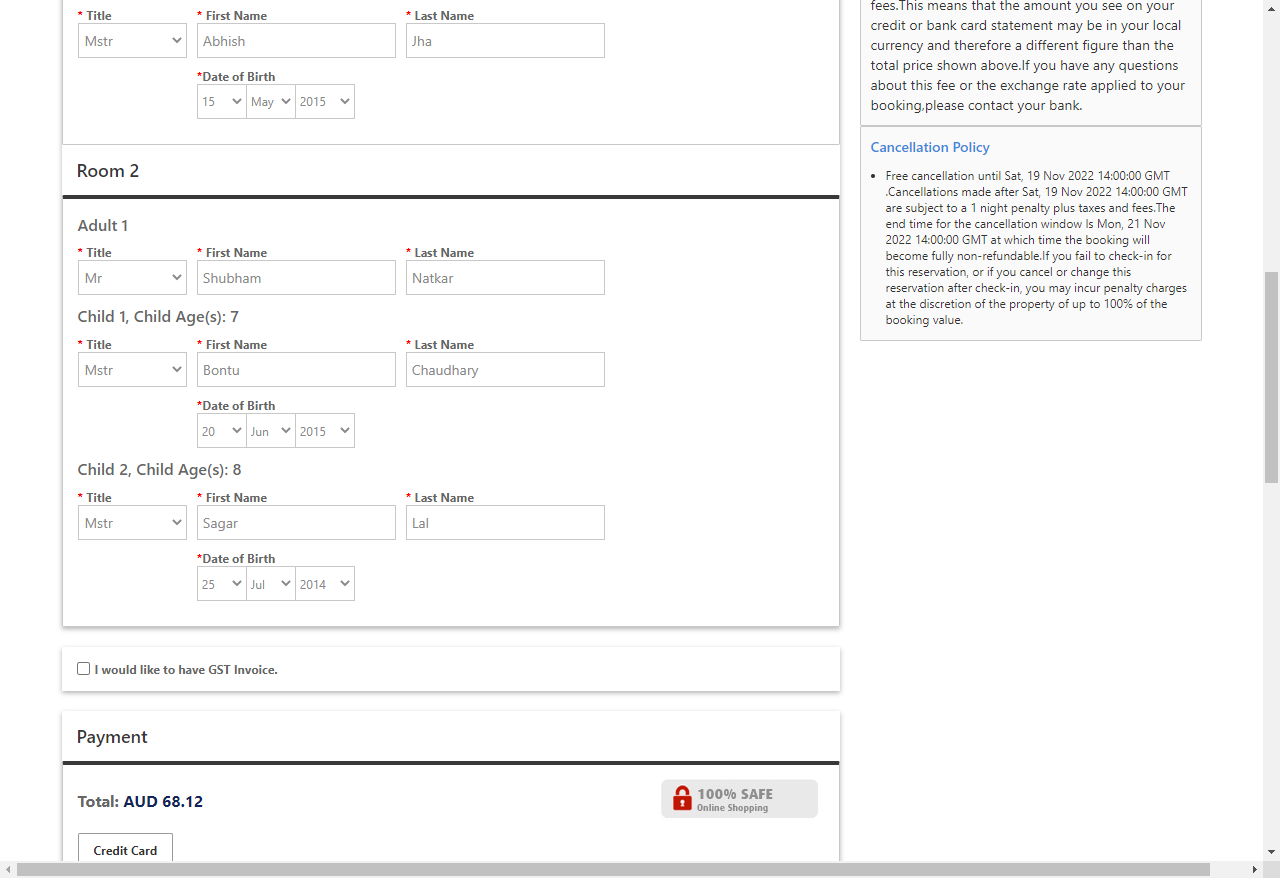 * Title * First Name * Last Name
Mstr Abhish Jha
*Date of Birth
15 May 2015
Room 2
Adult 1
* Title * First Name * Last Name
Mr Shubham Natkar
Child 1, Child Age(s): 7
* Title * First Name * Last Name
Mstr Bontu Chaudhary
*Date of Birth
20 Jun 2015
Child 2, Child Age(s): 8
* Title * First Name * Last Name
Mstr Sagar Lal
*Date of Birth
25 Jul 2014
I would like to have GST Invoice.
Payment
Total: AUD 68.12
100% SAFE
Online Shopping
Credit Card
fees.This means that the amount you see on your
credit or bank card statement may be in your local
currency and therefore a different figure than the
total price shown above.If you have any questions
about this fee or the exchange rate applied to your
booking,please contact your bank.
Cancellation Policy
• Free cancellation until Sat, 19 Nov 2022 14:00:00 GMT
.Cancellations made after Sat, 19 Nov 2022 14:00:00 GMT
are subject to a 1 night penalty plus taxes and fees.The
end time for the cancellation window Is Mon, 21 Nov
2022 14:00:00 GMT at which time the booking will
become fully non-refundable.If you fail to check-in for
this reservation, or if you cancel or change this
reservation after check-in, you may incur penalty charges
at the discretion of the property of up to 100% of the
booking value.